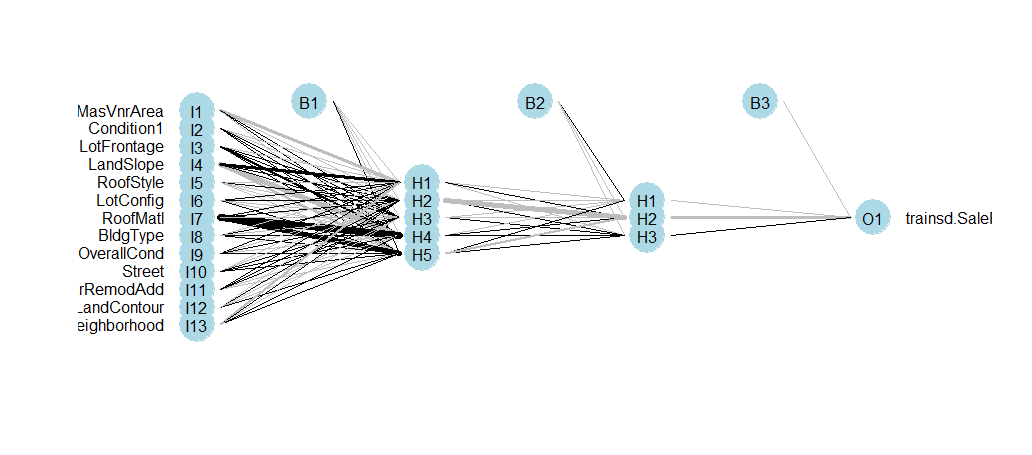 B1 B2 B3
MasVnrArea I1
Condition1 I2
LotFrontage I3
LandSlope I4
RoofStyle I5
LotConfig I6
RoofMatl I7
BldgType I8
OverallCond I9
Street I10
rRemodAdd I11
LandContour I12
eighborhood I13
H1
H2
H3
H4
H5
H1
H2
H3
O1 trainsd.Salel